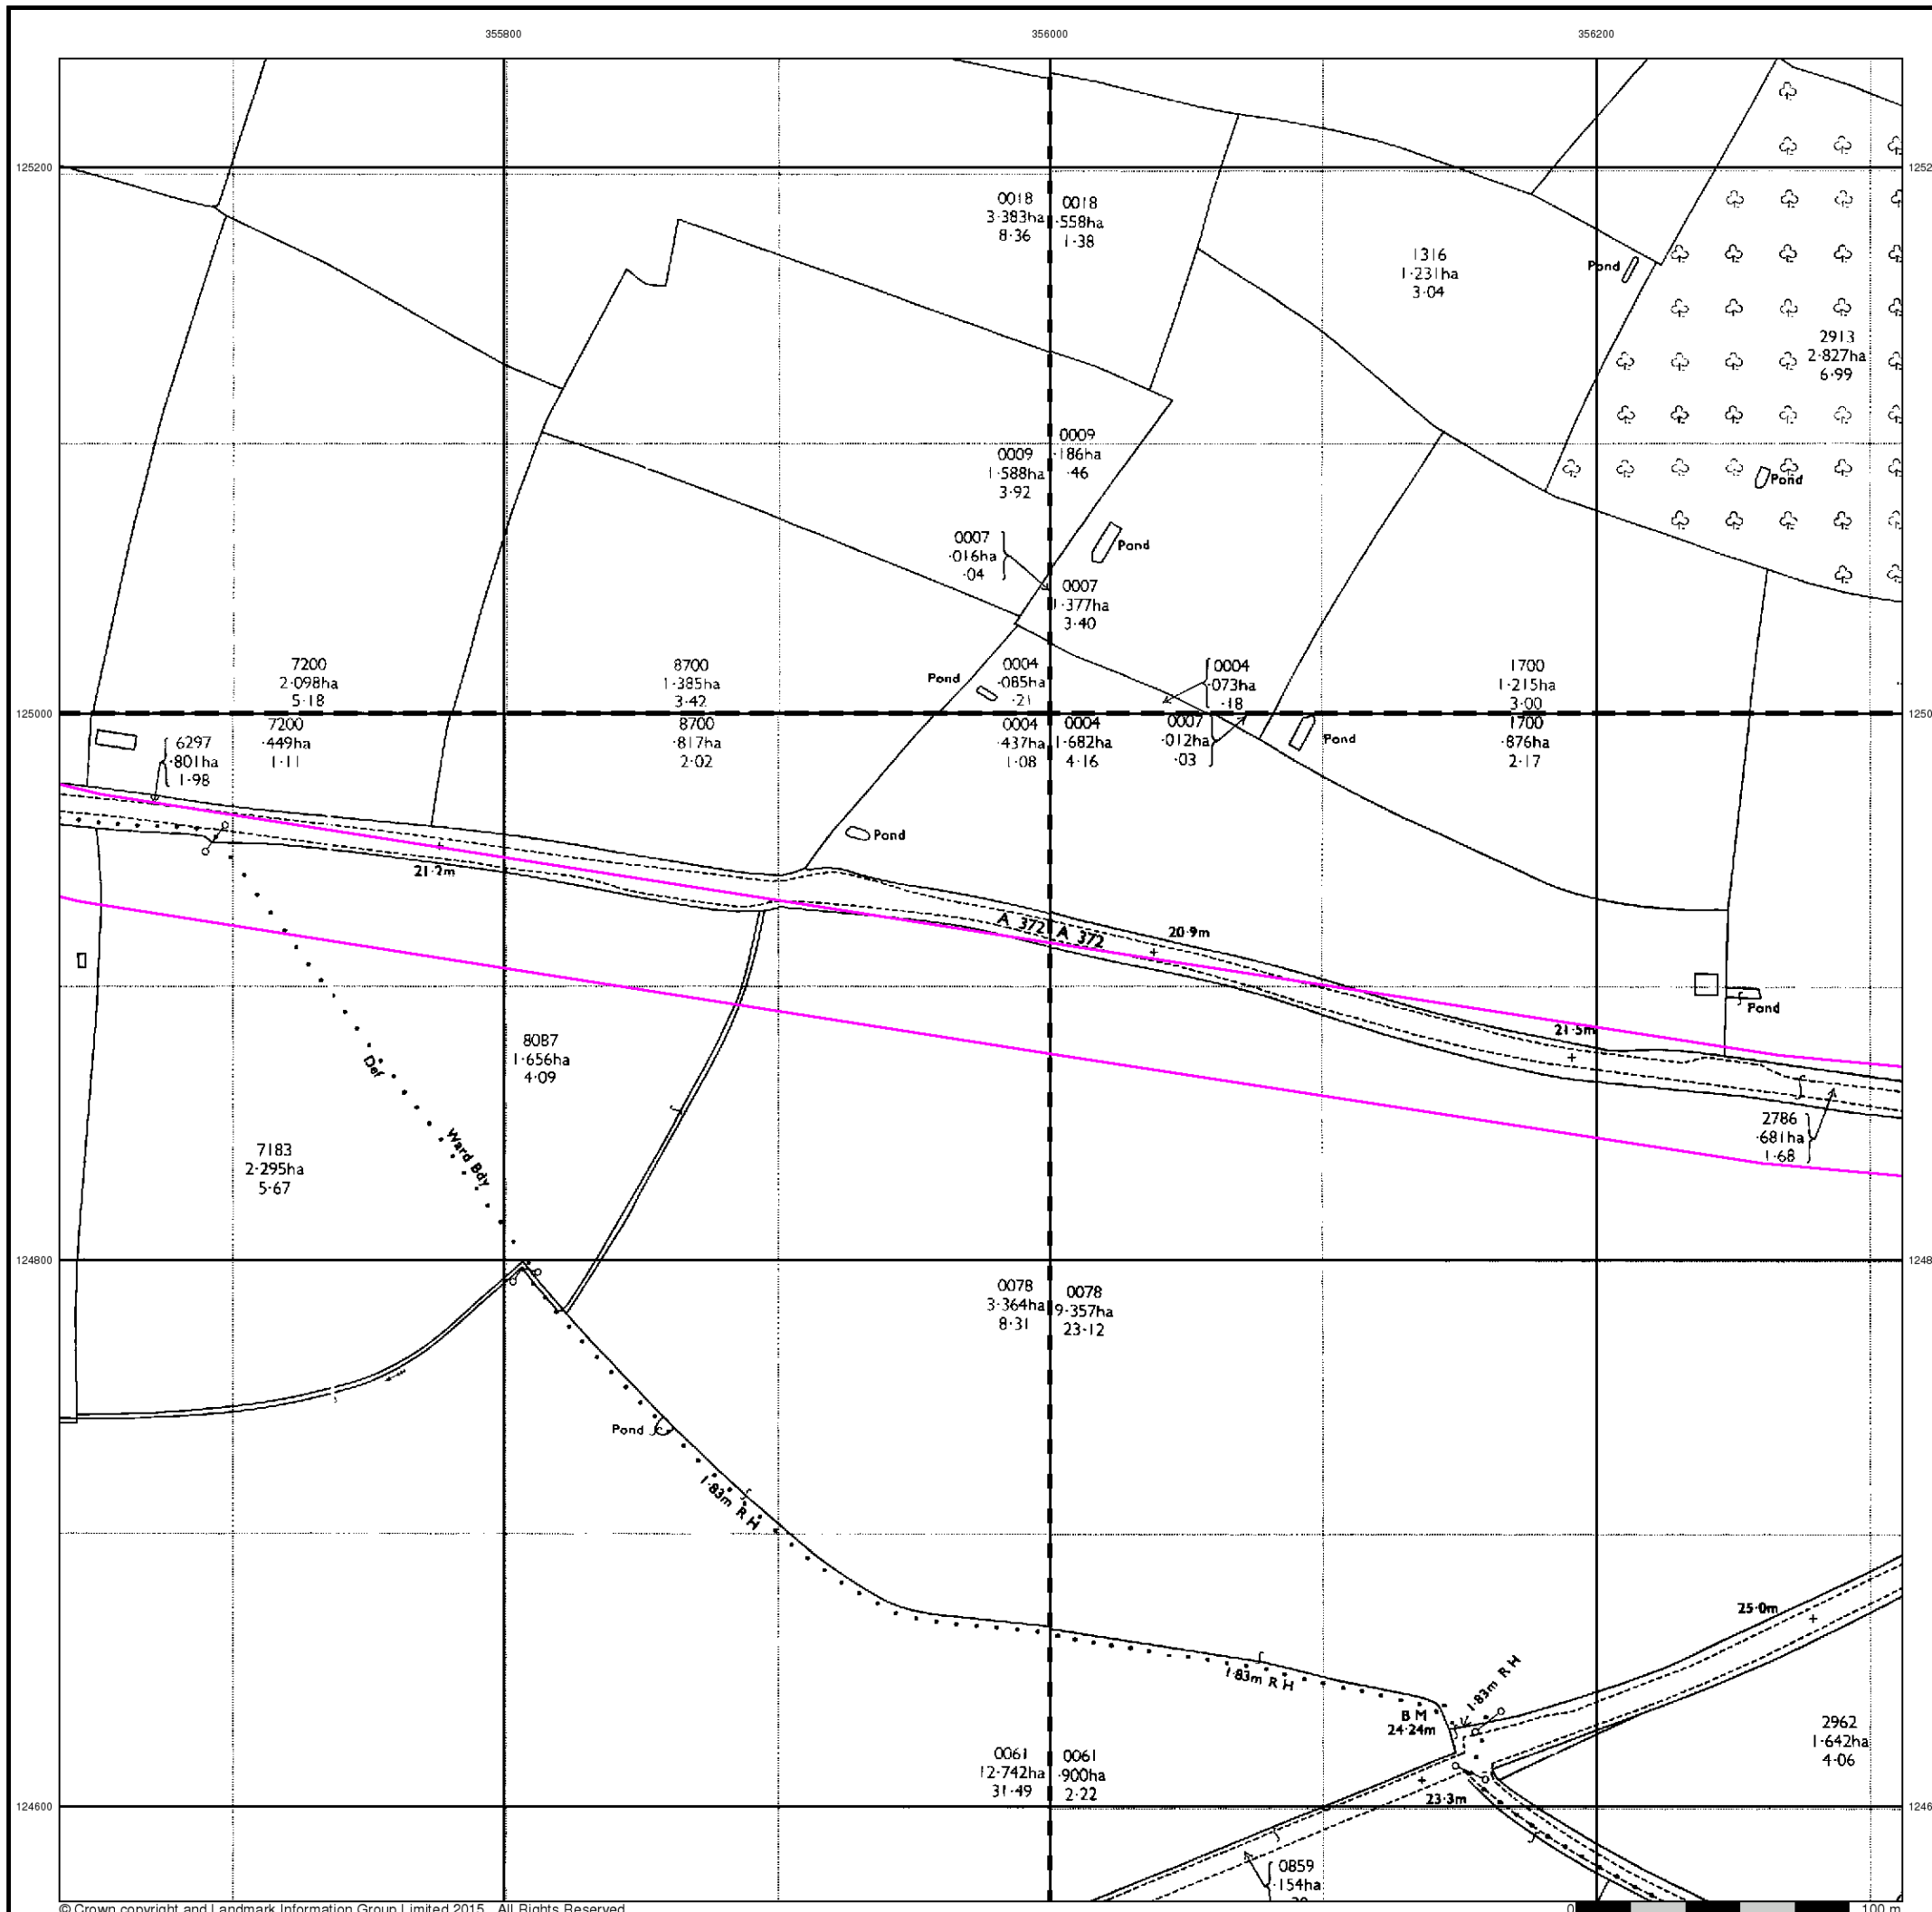 355800
356000
356200
125200
0018
3·383ha
8·36
0018
·558ha
1·38
1316
1·231ha
3·04
Pond
2913
2·827ha
6·99
0009
1·588ha
3·92
0009
·186ha
·46
Pond
0007
·016ha
·04
Pond
0007
1·377ha
3·40
7200
2·098ha
5·18
8700
1·385ha
3·42
Pond
0004
·085ha
·21
0004
·073ha
·18
1700
1·215ha
3·00
125000
6297
·801ha
1·98
7200
·449ha
1·11
8700
·817ha
2·02
0004
·437ha
1·08
0004
1·682ha
4·16
0007
·012ha
·03
Pond
1700
·876ha
2·17
Pond
21·2m
A 372
A 372
20·9m
Pond
21·5m
8087
1·656ha
4·09
Def
Ward Bdy
7183
2·295ha
5·67
2786
·681ha
1·68
124800
0078
3·364ha
8·31
0078
9·357ha
23·12
Pond
1·83m R H
25·0m
1·83m R H
1·83m R H
B M
24·24m
2962
1·642ha
4·06
0061
12·742ha
31·49
0061
·900ha
2·22
23·3m
124600
0859
·154ha
© Crown copyright and Landmark Information Group Limited 2015. All Rights Reserved.
0
100 m